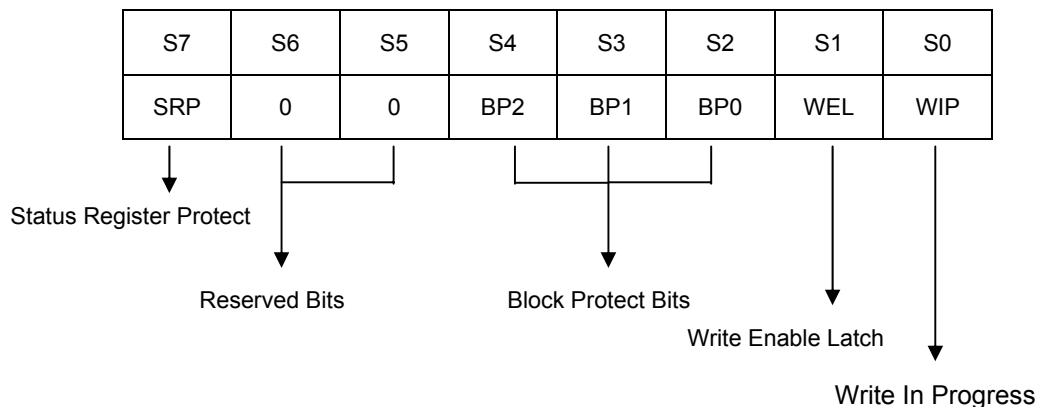 S7 S6 S5 S4 S3 S2 S1 S0
SRP 0 0 BP2 BP1 BP0 WEL WIP
Status Register Protect
Reserved Bits Block Protect Bits
Write Enable Latch
Write In Progress